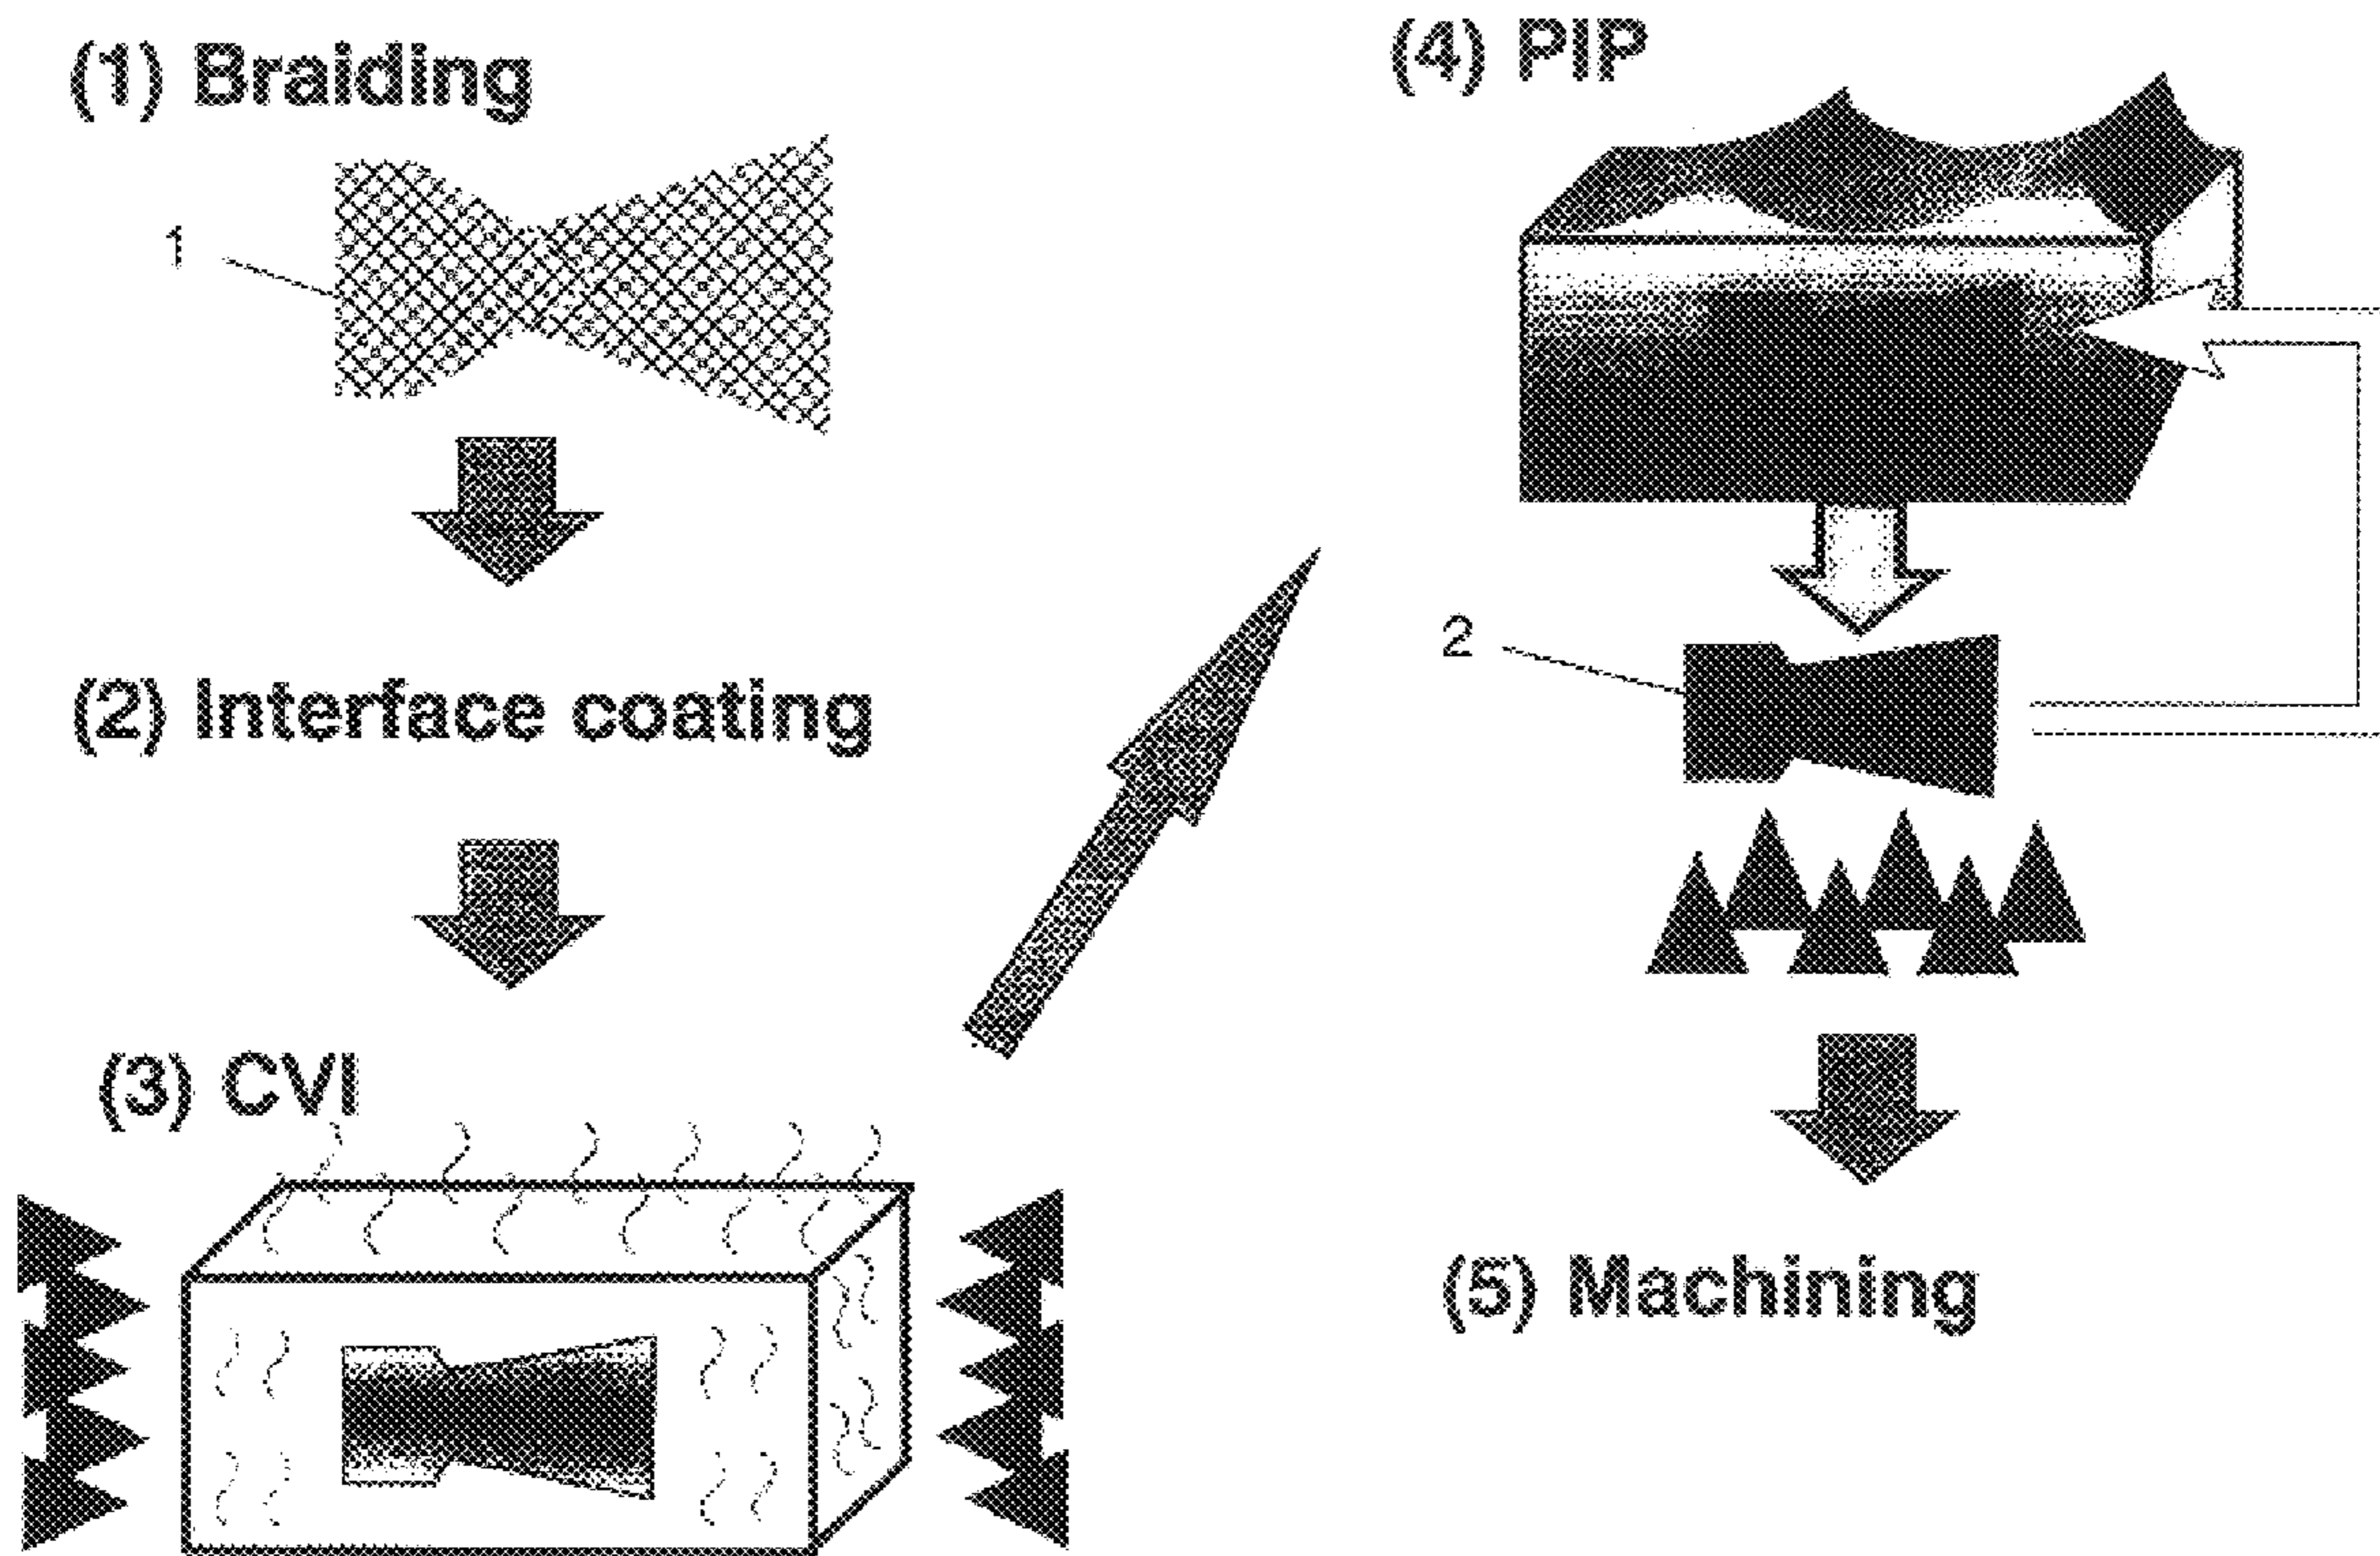 (1) Braiding
1
(2) Interface coating
(3) CVI
(4) PIP
2
(5) Machining